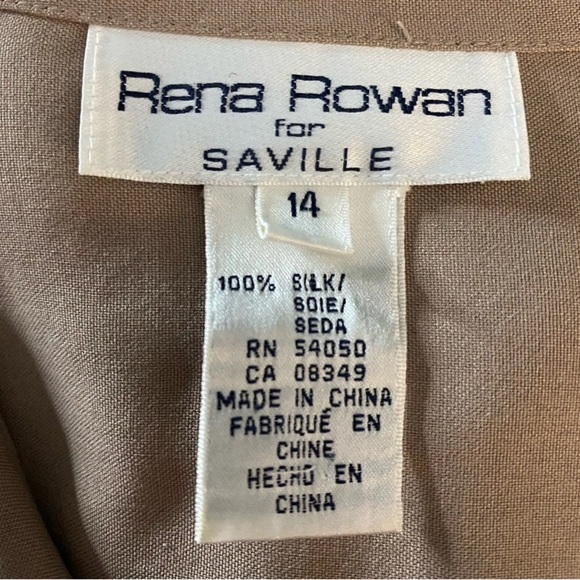 Rena Rowan
for
SAVILLE
14
100% SILK/
SOIE/
SEDA
RN 54050
CA 08349
MADE IN CHINA
FABRIQUÉ EN
CHINE
HECHO EN
CHINA